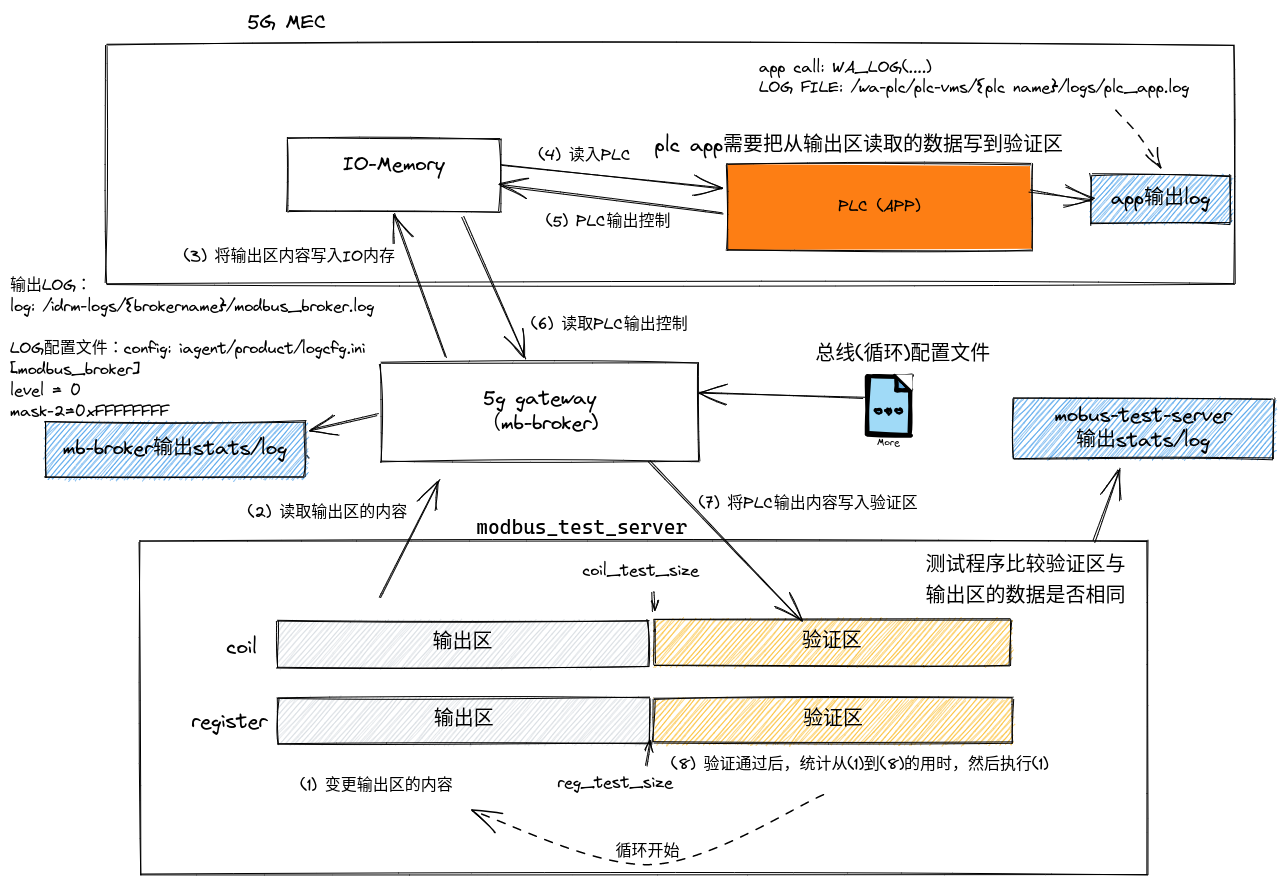 5G MEC
app call: WA_LOG(....)
LOG FILE: /wa-plc/plc-vms/{plc name}/logs/plc_app.log
plc app需要把从输出区读取的数据写到验证区
IO-Memory
(4) 读入PLC
PLC (APP)
app输出log
(5) PLC输出控制
(3) 将输出区内容写入IO内存
输出LOG：
log: /idrm-logs/{brokername}/modbus_broker.log
LOG配置文件：config: iagent/product/logcfg.ini
[modbus_broker]
level = 0
mask-2=0xFFFFFFFF
(6) 读取PLC输出控制
总线(循环)配置文件
More
5g gateway
(mb-broker)
mb-broker输出stats/log
mobus-test-server
输出stats/log
(2) 读取输出区的内容
(7) 将PLC输出内容写入验证区
modbus_test_server
测试程序比较验证区与
输出区的数据是否相同
coil_test_size
coil
输出区
验证区
register
输出区
验证区
(1) 变更输出区的内容
reg_test_size
(8) 验证通过后，统计从(1)到(8)的用时，然后执行(1)
循环开始